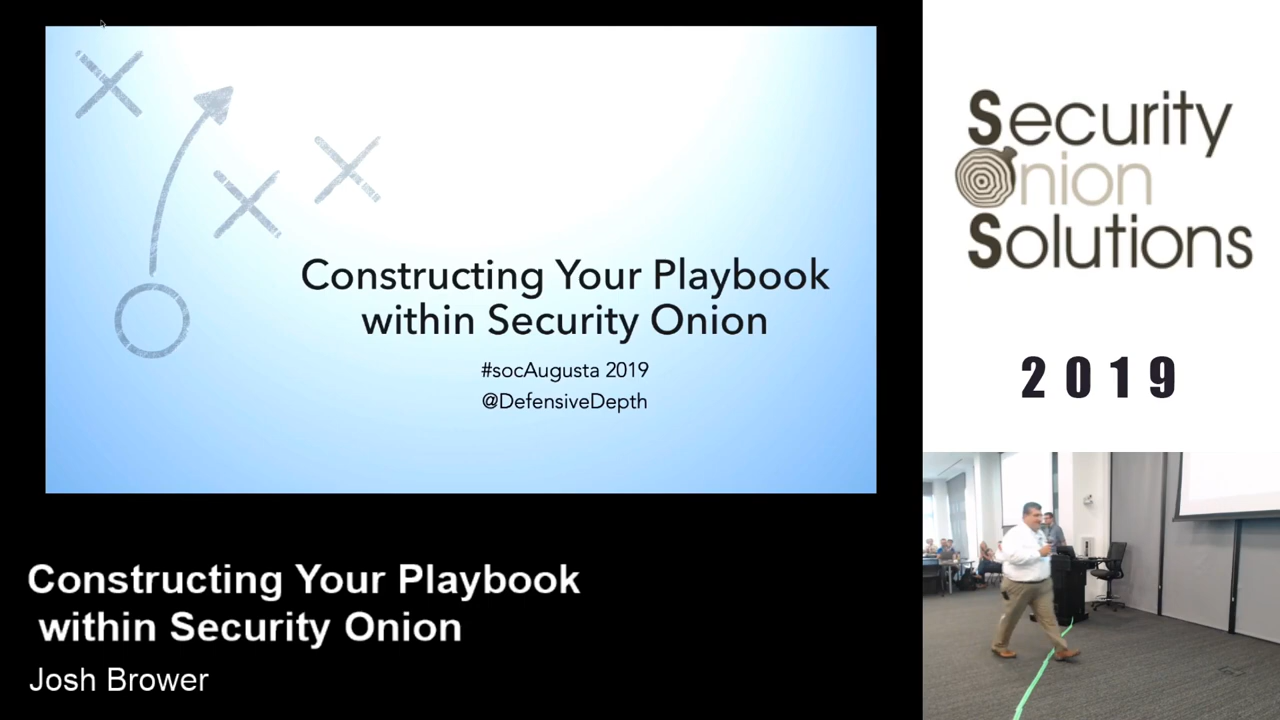 Constructing Your Playbook
within Security Onion
#socAugusta 2019
@DefensiveDepth
Security
Onion
Solutions
2019
Constructing Your Playbook
within Security Onion
Josh Brower